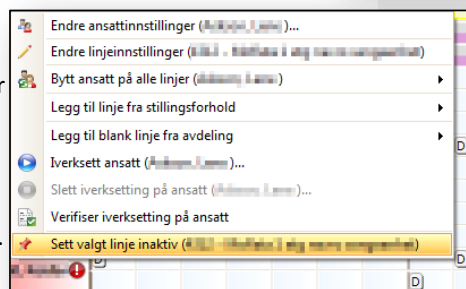 Endre ansattinnstillinger ( )...
Endre linjeinnstillinger ( )
Bytt ansatt på alle linjer ( )
Legg til linje fra stillingsforhold
Legg til blank linje fra avdeling
Iverksett ansatt ( )...
Slett iverksetting på ansatt ( )...
Verifiser iverksetting på ansatt
Sett valgt linje inaktiv ( )
D
D
D
D
D